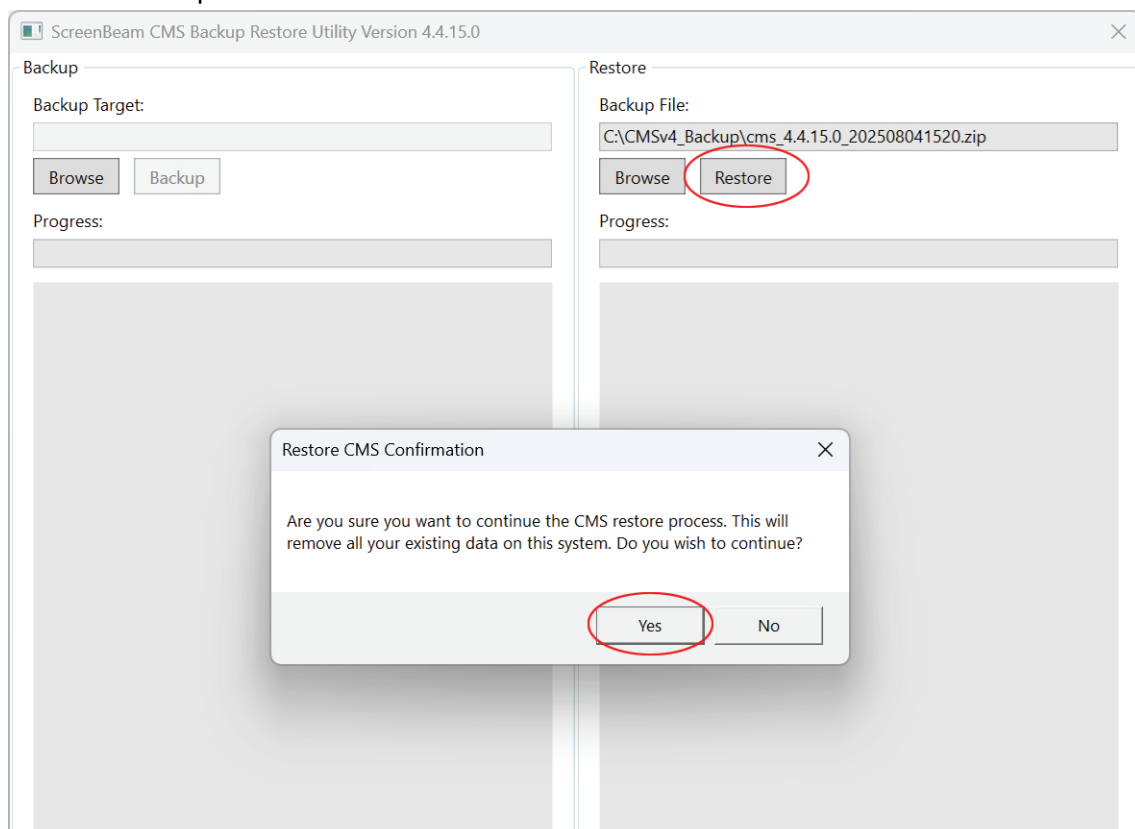 ScreenBeam CMS Backup Restore Utility Version 4.4.15.0
Backup
Backup Target:
Browse
Backup
Progress:
Restore
Backup File:
C:\CMSv4_Backup\cms_4.4.15.0_202508041520.zip
Browse
Restore
Progress:
Restore CMS Confirmation
Are you sure you want to continue the CMS restore process. This will
remove all your existing data on this system. Do you wish to continue?
Yes
No